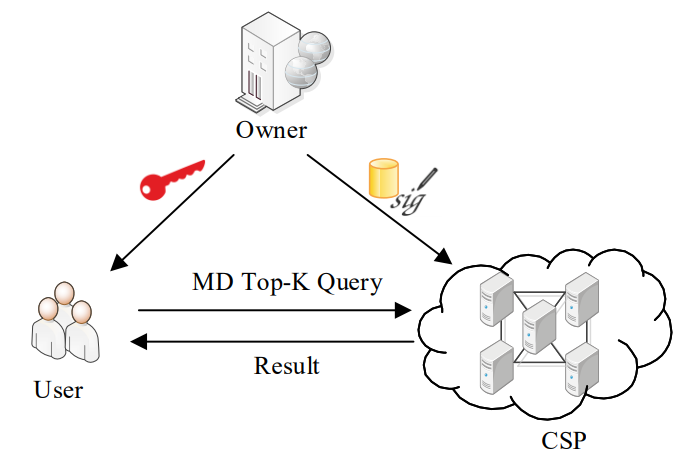 Owner
sig
MD Top-K Query
Result
User
CSP